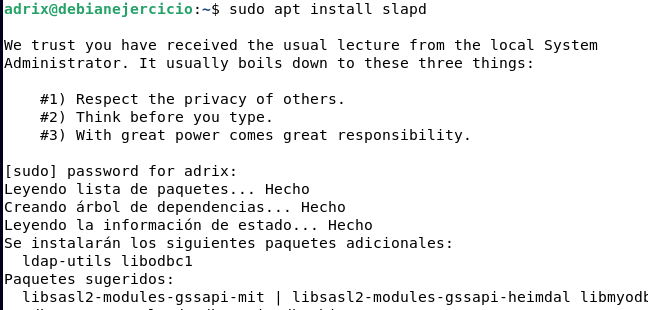 adrix@debianejercicio:~$ sudo apt install slapd
We trust you have received the usual lecture from the local System
Administrator. It usually boils down to these three things:
#1) Respect the privacy of others.
#2) Think before you type.
#3) With great power comes great responsibility.
[sudo] password for adrix:
Leyendo lista de paquetes... Hecho
Creando árbol de dependencias... Hecho
Leyendo la información de estado... Hecho
Se instalarán los siguientes paquetes adicionales:
ldap-utils libodbc1
Paquetes sugeridos:
libsasl2-modules-gssapi-mit | libsasl2-modules-gssapi-heimdal libmyodb